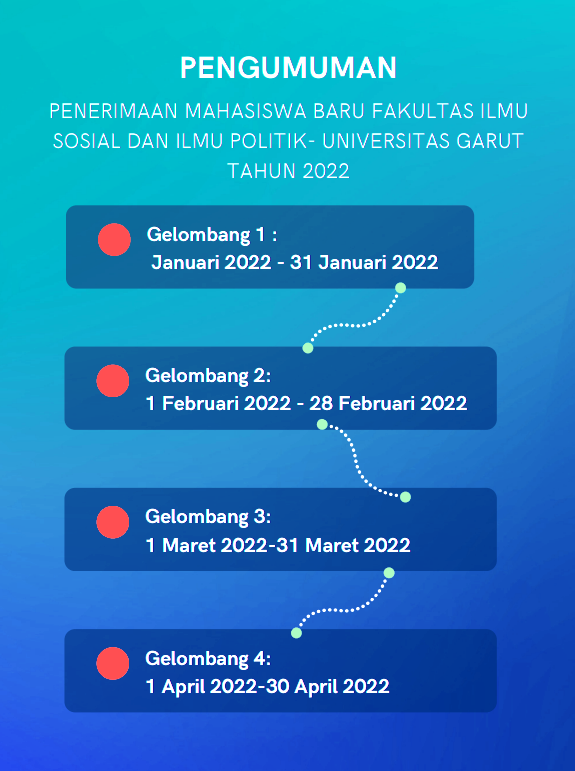 PENGUMUMAN
PENERIMAAN MAHASISWA BARU FAKULTAS ILMU
SOSIAL DAN ILMU POLITIK- UNIVERSITAS GARUT
TAHUN 2022
Gelombang 1 :
Januari 2022 - 31 Januari 2022
Gelombang 2:
1 Februari 2022 - 28 Februari 2022
Gelombang 3:
1 Maret 2022-31 Maret 2022
Gelombang 4:
1 April 2022-30 April 2022